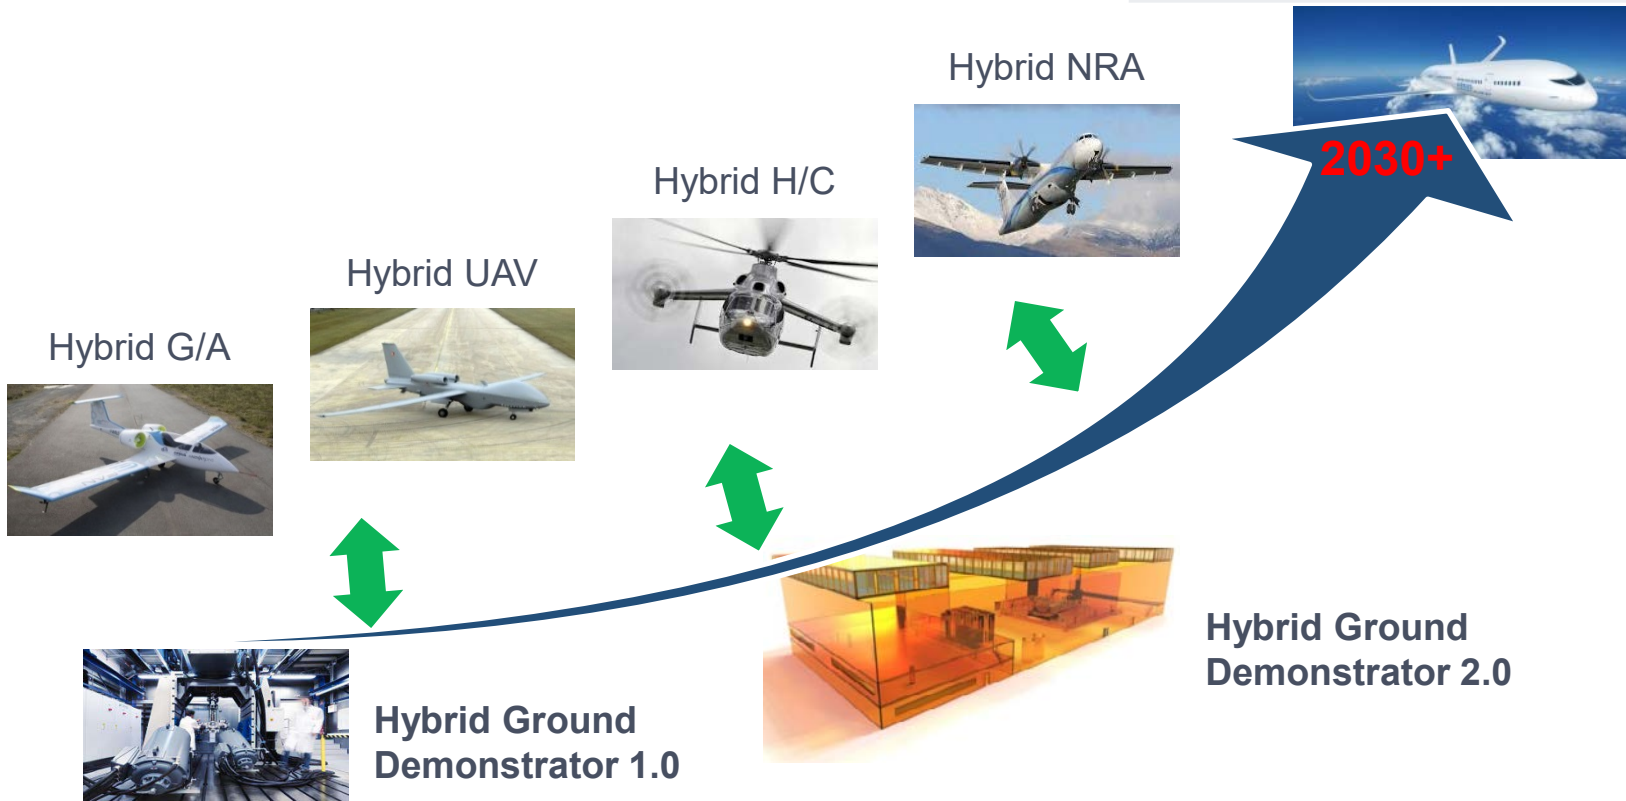 Hybrid NRA
2030+
Hybrid H/C
Hybrid UAV
Hybrid G/A
Hybrid Ground
Demonstrator 2.0
Hybrid Ground
Demonstrator 1.0